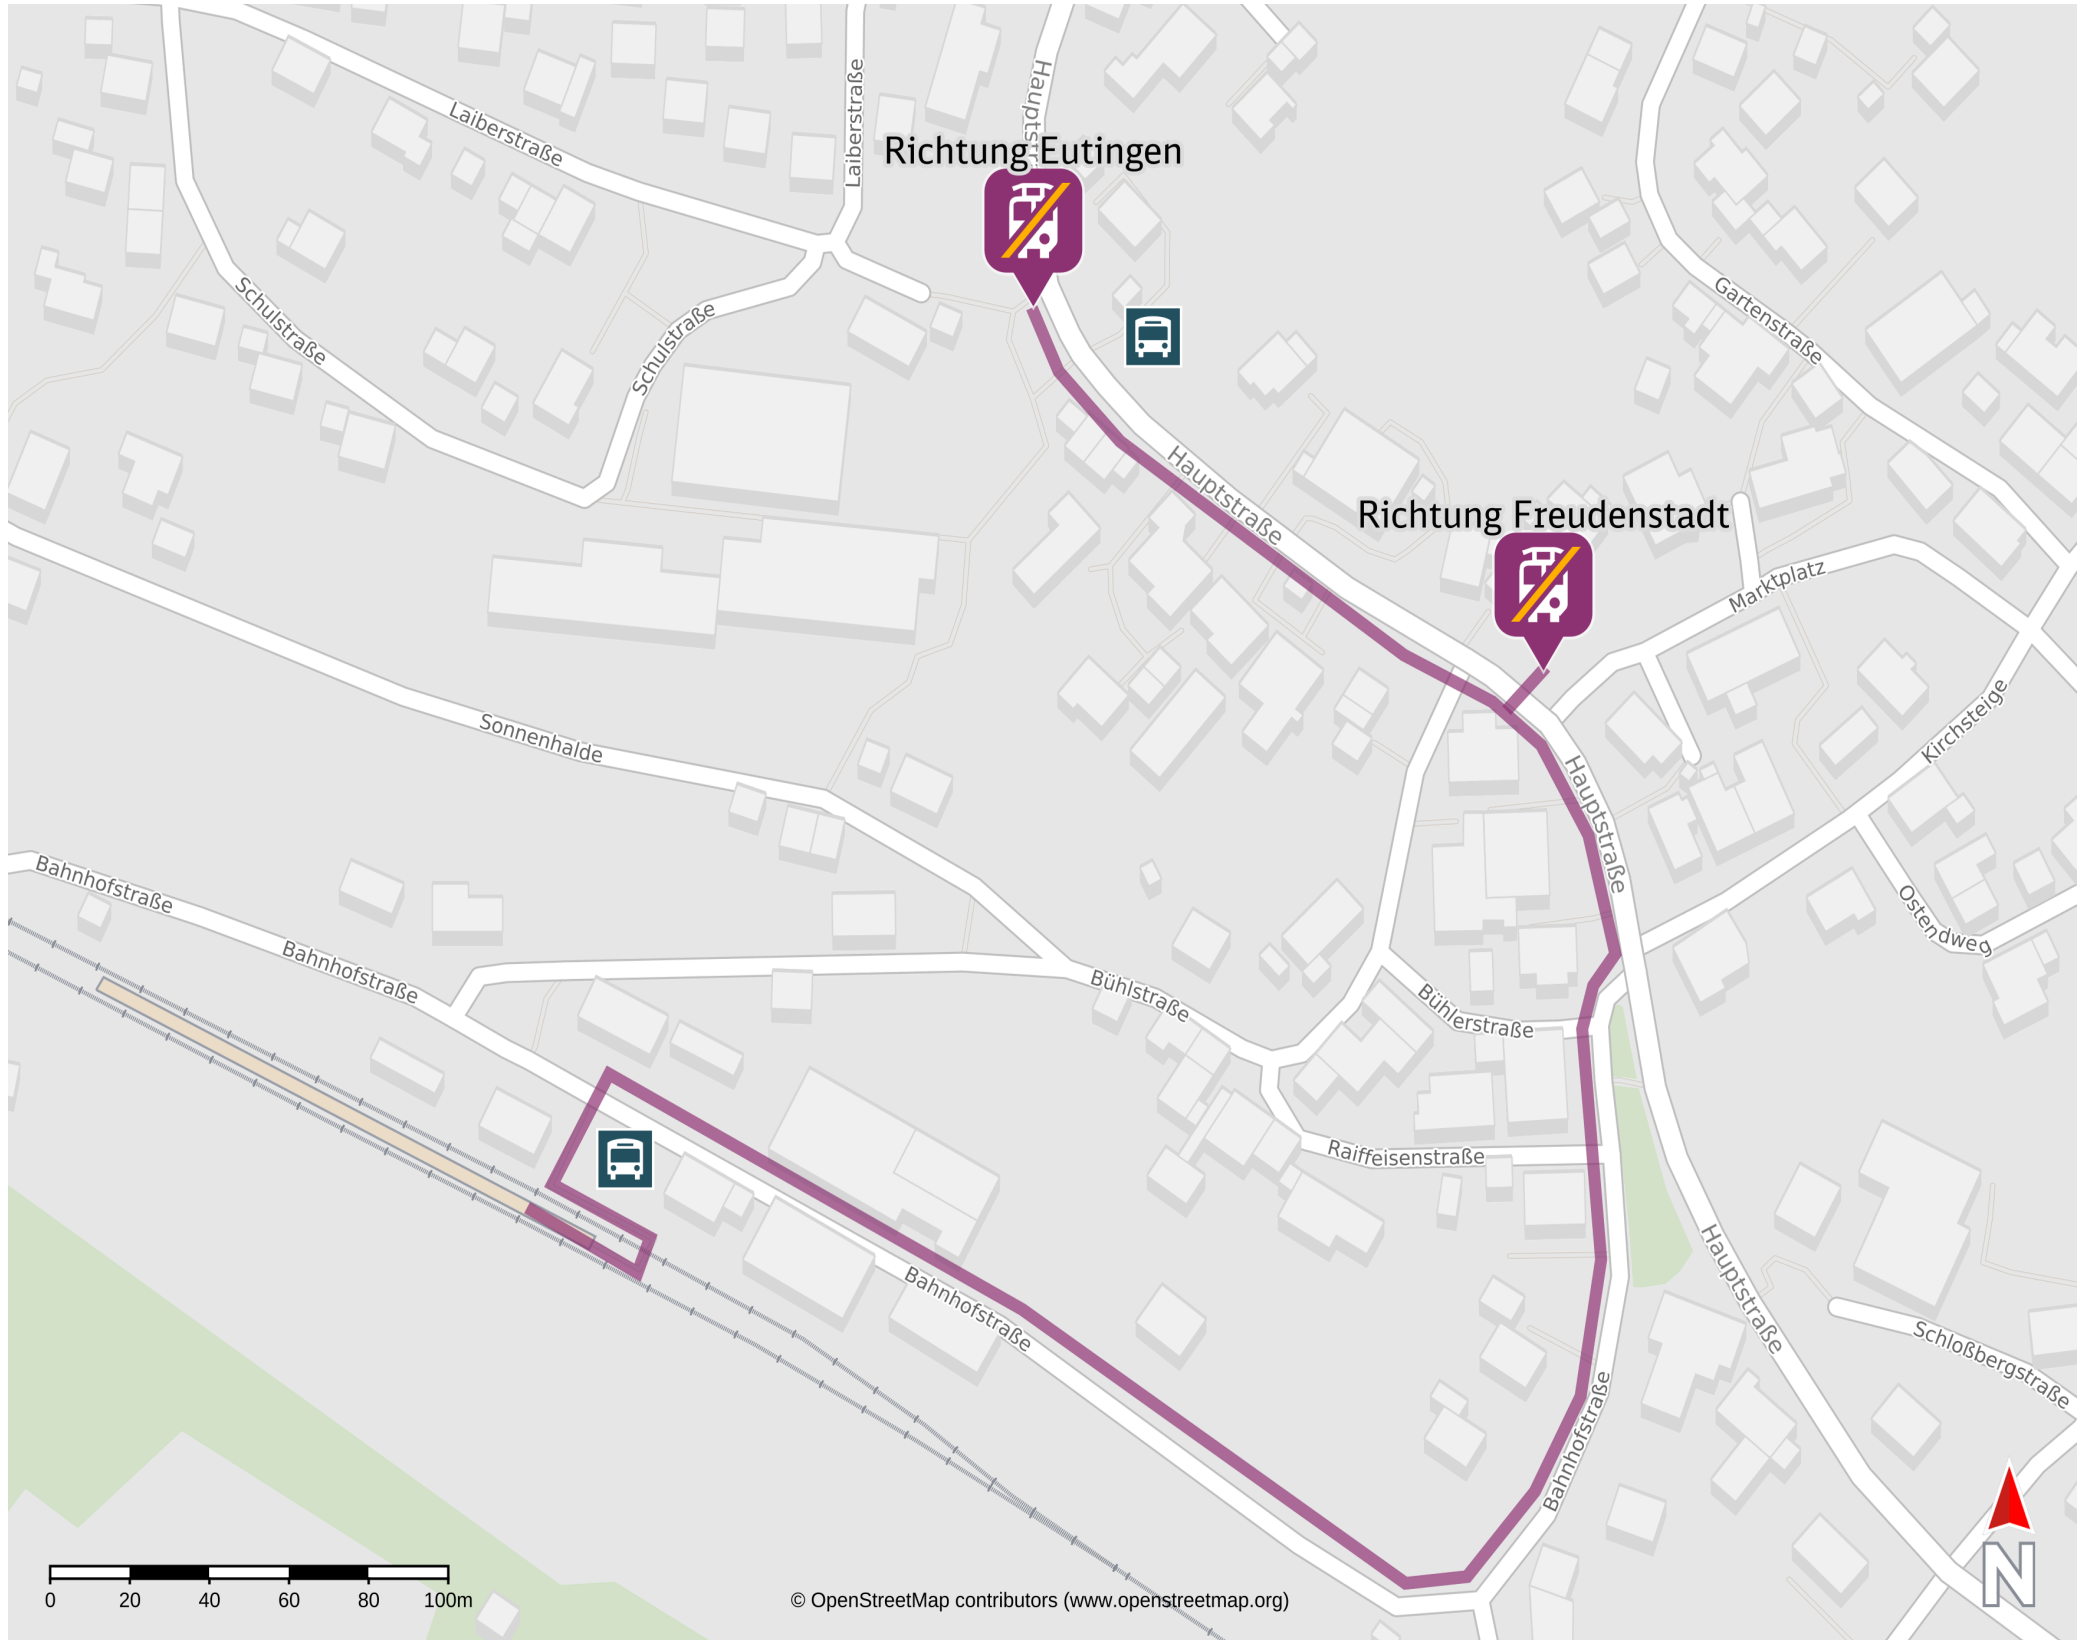 Laiberstraße
Laiberstraße
Hauptstr
Richtung Eutingen
Schulstraße
Schulstraße
Gartenstraße
Hauptstraße
Richtung Freudenstadt
Marktplatz
Kirchsteige
Sonnenhalde
Hauptstraße
Bahnhofstraße
Bahnhofstraße
Ostendweg
Bühlstraße
Bühlerstraße
Raiffeisenstraße
Bahnhofstraße
Hauptstraße
Schloßbergstraße
Bahnhofstraße
N
0 20 40 60 80 100m
© OpenStreetMap contributors (www.openstreetmap.org)